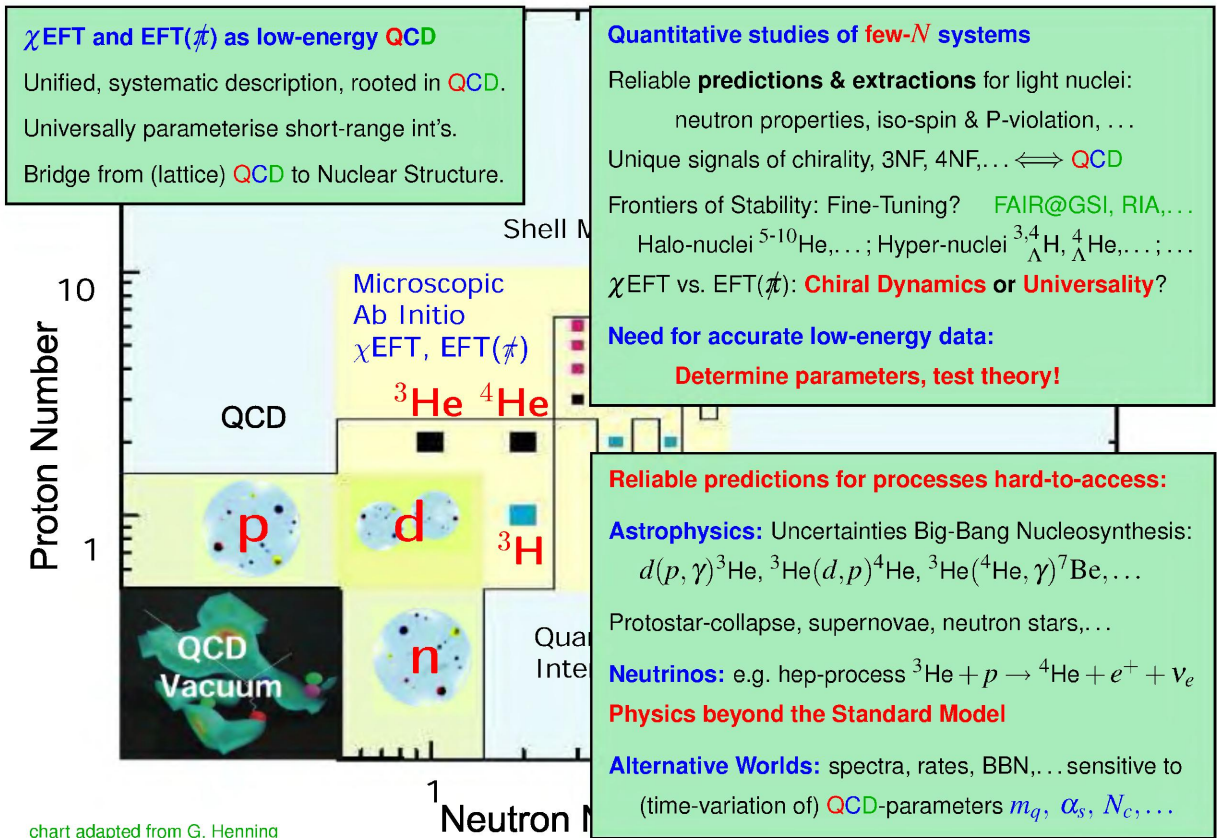 χEFT and EFT(π̸) as low-energy QCD
Unified, systematic description, rooted in QCD.
Universally parameterise short-range int's.
Bridge from (lattice) QCD to Nuclear Structure.
Quantitative studies of few-N systems
Reliable predictions & extractions for light nuclei:
neutron properties, iso-spin & P-violation, …
Unique signals of chirality, 3NF, 4NF,… ⟺ QCD
Frontiers of Stability: Fine-Tuning? FAIR@GSI, RIA,…
Halo-nuclei ⁵⁻¹⁰He,…; Hyper-nuclei ³,⁴ΛH, ⁴ΛHe,…; …
χEFT vs. EFT(π̸): Chiral Dynamics or Universality?
Need for accurate low-energy data:
Determine parameters, test theory!
Shell M
Microscopic
Ab Initio
χEFT, EFT(π̸)
³He ⁴He
QCD
p
d
³H
n
QCD
Vacuum
Quan
Inter
Proton Number
10
1
1
Neutron N
chart adapted from G. Henning
Reliable predictions for processes hard-to-access:
Astrophysics: Uncertainties Big-Bang Nucleosynthesis:
d(p,γ)³He, ³He(d,p)⁴He, ³He(⁴He,γ)⁷Be,…
Protostar-collapse, supernovae, neutron stars,…
Neutrinos: e.g. hep-process ³He + p → ⁴He + e⁺ + νₑ
Physics beyond the Standard Model
Alternative Worlds: spectra, rates, BBN,… sensitive to
(time-variation of) QCD-parameters m_q, α_s, N_c,…